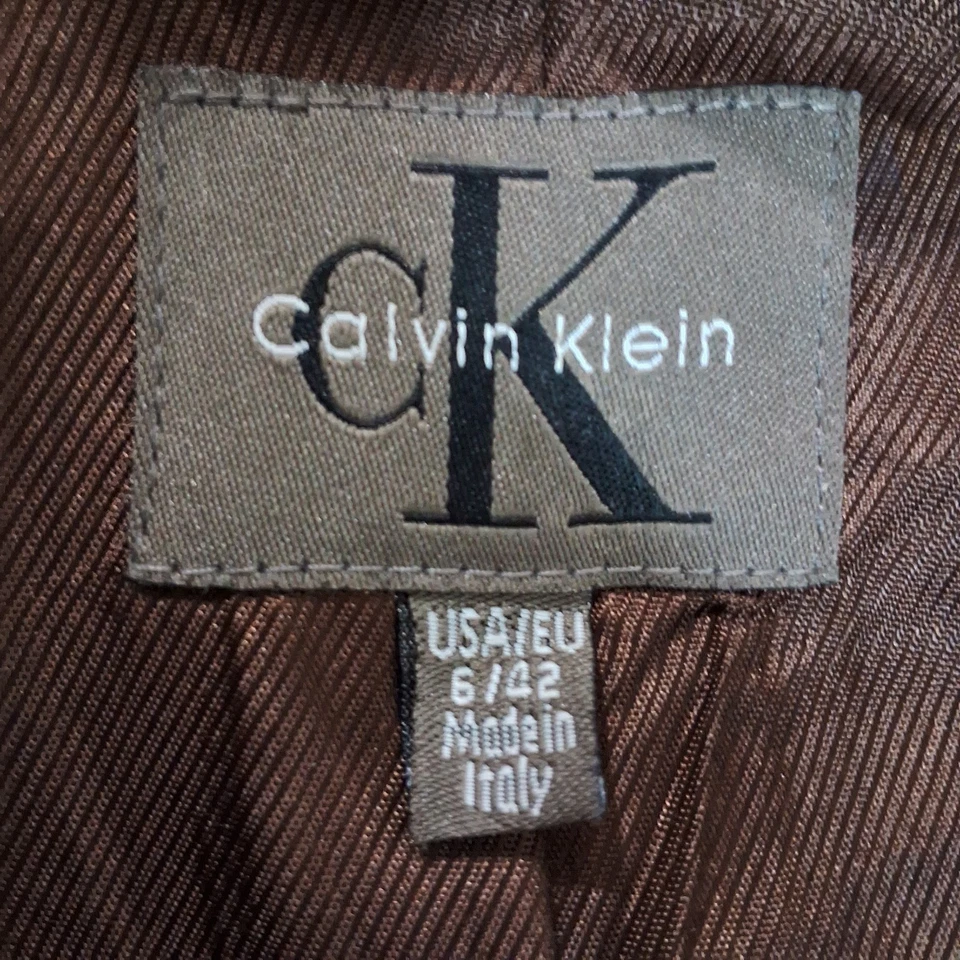 CK
Calvin Klein
USA/EU
6/42
Made in
Italy